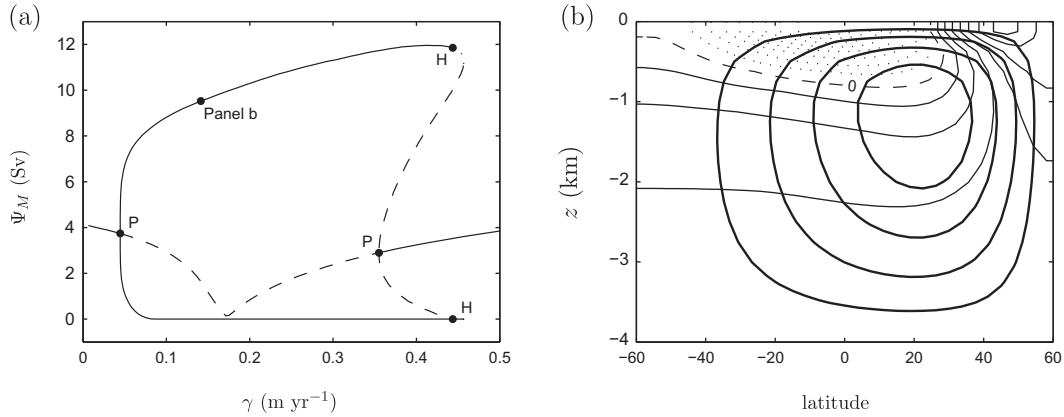 (a)
12
10
8
6
4
2
0
Ψ_M (Sv)
H
Panel b
P
P
H
0 0.1 0.2 0.3 0.4 0.5
γ (m yr⁻¹)
(b)
0
−1
−2
−3
−4
z (km)
0
−60 −40 −20 0 20 40 60
latitude